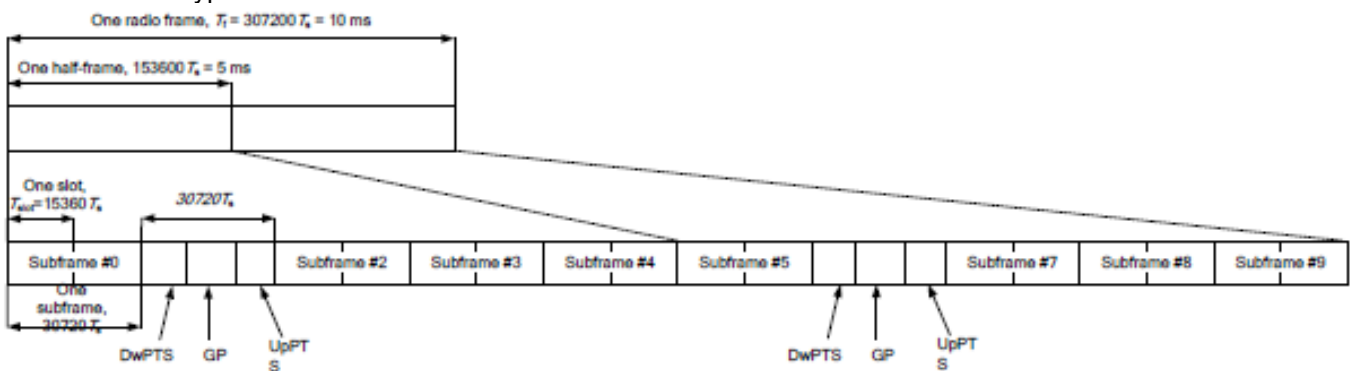 One radio frame, Tf = 307200 Ts = 10 ms
One half-frame, 153600 Ts = 5 ms
One slot,
Tslot=15360 Ts
30720Ts
Subframe #0
Subframe #2
Subframe #3
Subframe #4
Subframe #5
Subframe #7
Subframe #8
Subframe #9
One
subframe,
30720 Ts
DwPTS
GP
UpPT
S
DwPTS
GP
UpPT
S